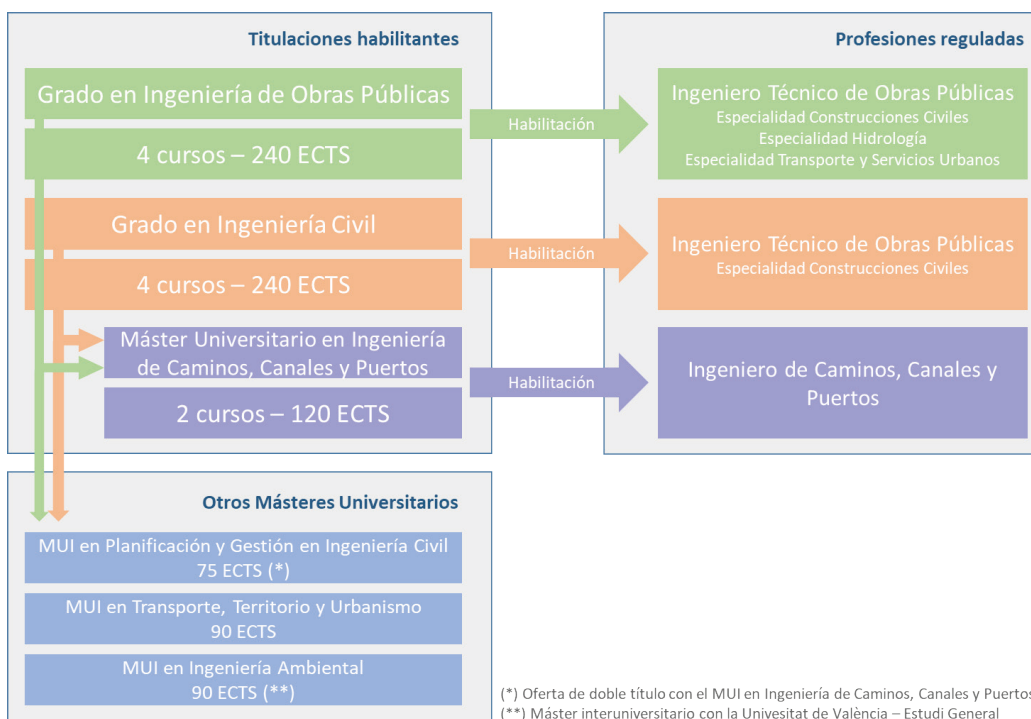 Titulaciones habilitantes
Grado en Ingeniería de Obras Públicas
4 cursos – 240 ECTS
Grado en Ingeniería Civil
4 cursos – 240 ECTS
Máster Universitario en Ingeniería
de Caminos, Canales y Puertos
2 cursos – 120 ECTS
Habilitación
Habilitación
Habilitación
Profesiones reguladas
Ingeniero Técnico de Obras Públicas
Especialidad Construcciones Civiles
Especialidad Hidrología
Especialidad Transporte y Servicios Urbanos
Ingeniero Técnico de Obras Públicas
Especialidad Construcciones Civiles
Ingeniero de Caminos, Canales y
Puertos
Otros Másteres Universitarios
MUI en Planificación y Gestión en Ingeniería Civil
75 ECTS (*)
MUI en Transporte, Territorio y Urbanismo
90 ECTS
MUI en Ingeniería Ambiental
90 ECTS (**)
(*) Oferta de doble título con el MUI en Ingeniería de Caminos, Canales y Puertos
(**) Máster interuniversitario con la Univesitat de València – Estudi General